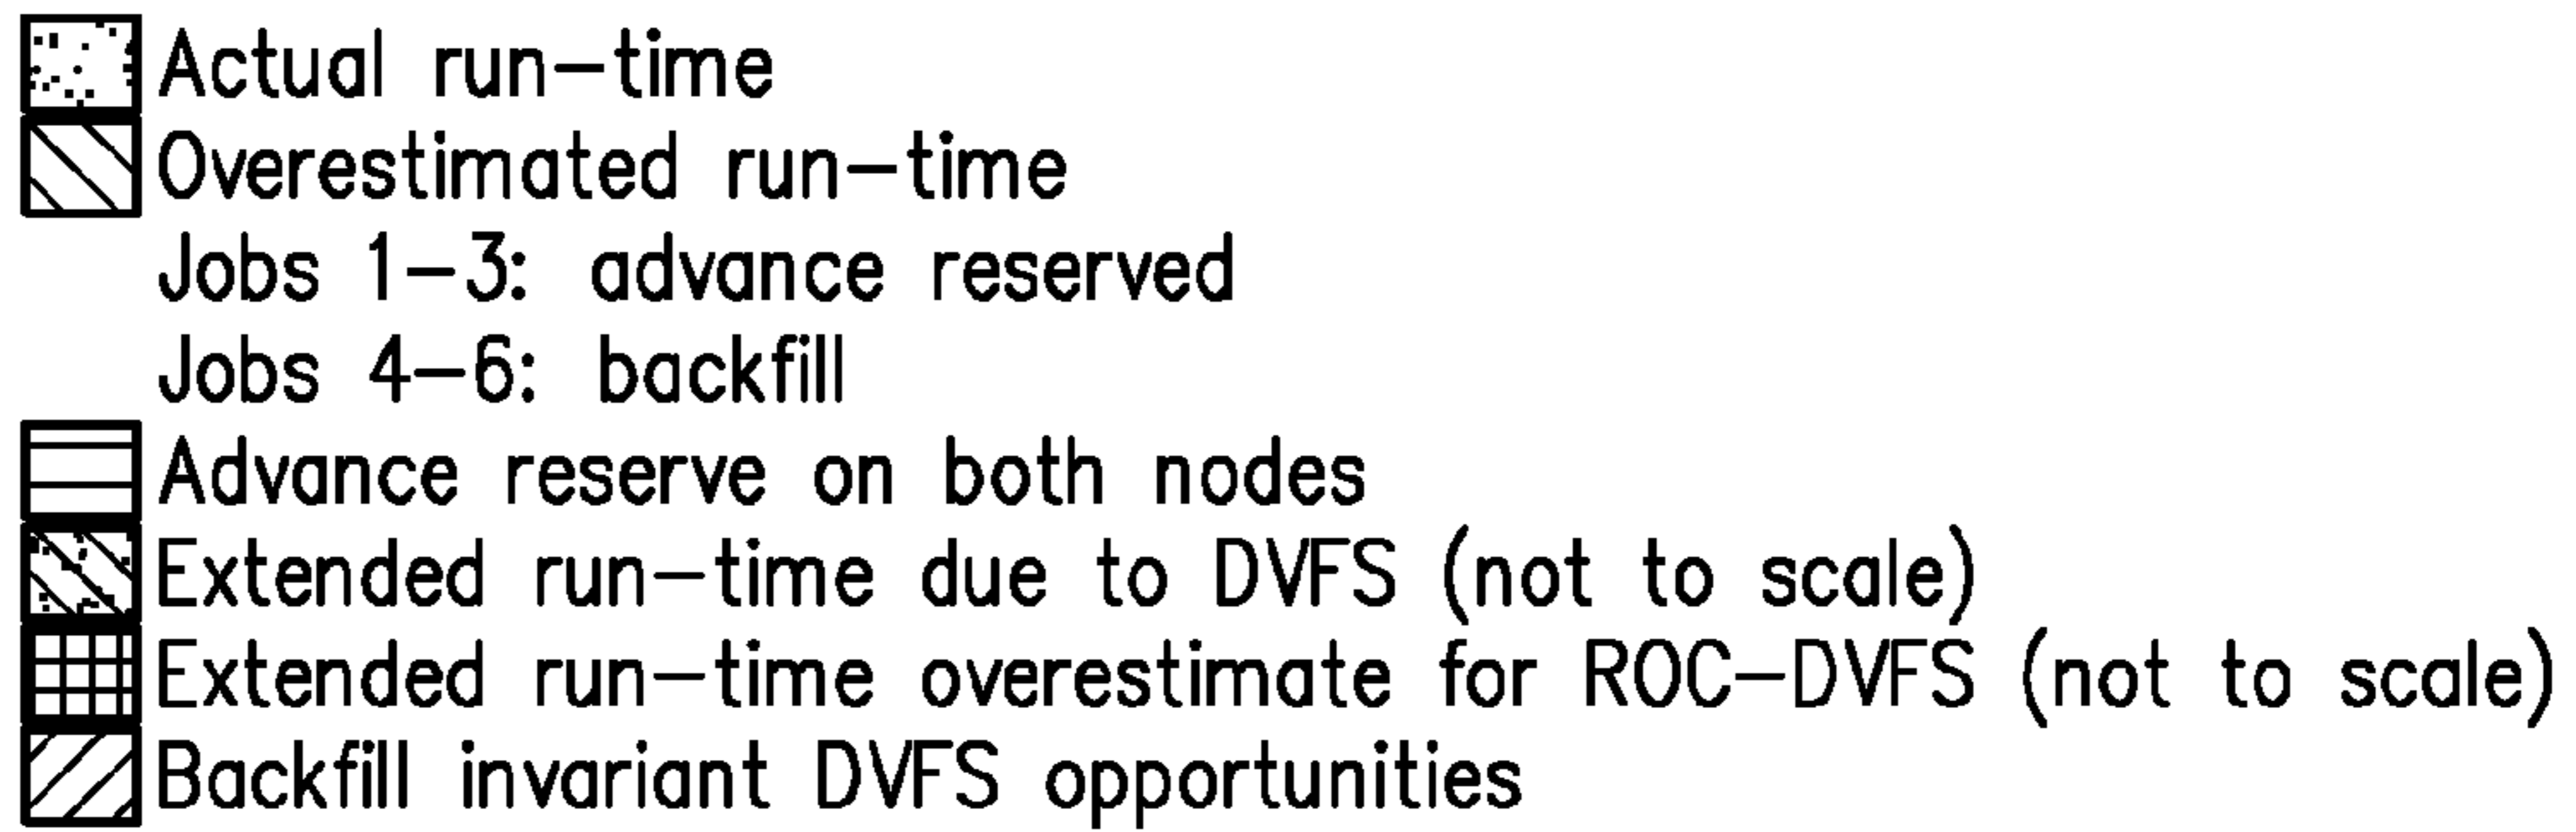 Actual run-time
Overestimated run-time
Jobs 1-3: advance reserved
Jobs 4-6: backfill
Advance reserve on both nodes
Extended run-time due to DVFS (not to scale)
Extended run-time overestimate for ROC-DVFS (not to scale)
Backfill invariant DVFS opportunities